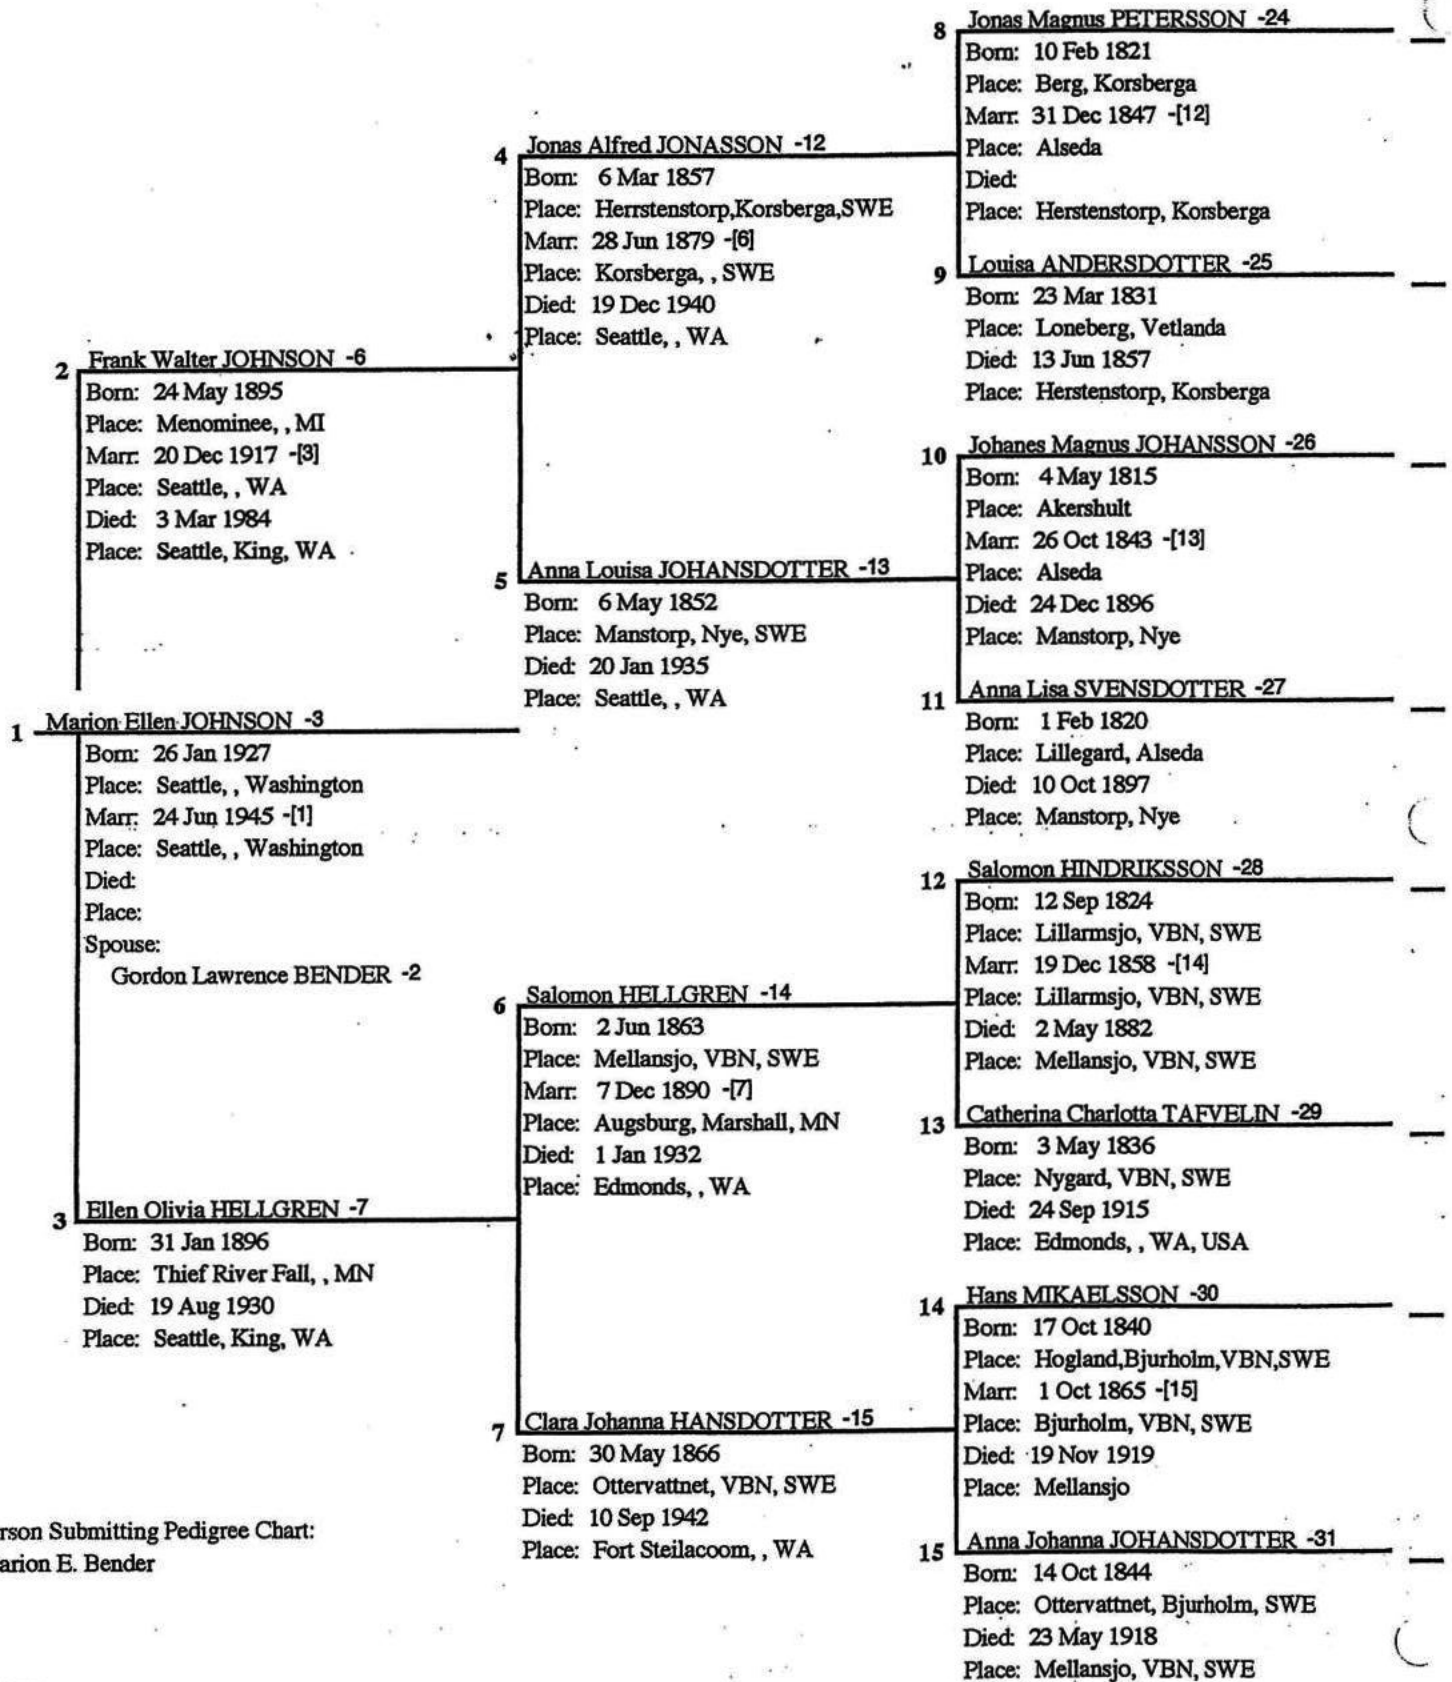 8 Jonas Magnus PETERSSON -24
Born: 10 Feb 1821
Place: Berg, Korsberga
Marr: 31 Dec 1847 -[12]
Place: Alseda
Died:
Place: Herstenstorp, Korsberga
4 Jonas Alfred JONASSON -12
Born: 6 Mar 1857
Place: Herrstenstorp,Korsberga,SWE
Marr: 28 Jun 1879 -[6]
Place: Korsberga, , SWE
Died: 19 Dec 1940
Place: Seattle, , WA
9 Louisa ANDERSDOTTER -25
Born: 23 Mar 1831
Place: Loneberg, Vetlanda
Died: 13 Jun 1857
Place: Herstenstorp, Korsberga
2 Frank Walter JOHNSON -6
Born: 24 May 1895
Place: Menominee, , MI
Marr: 20 Dec 1917 -[3]
Place: Seattle, , WA
Died: 3 Mar 1984
Place: Seattle, King, WA
10 Johanes Magnus JOHANSSON -26
Born: 4 May 1815
Place: Akershult
Marr: 26 Oct 1843 -[13]
Place: Alseda
Died: 24 Dec 1896
Place: Manstorp, Nye
5 Anna Louisa JOHANSDOTTER -13
Born: 6 May 1852
Place: Manstorp, Nye, SWE
Died: 20 Jan 1935
Place: Seattle, , WA
11 Anna Lisa SVENSDOTTER -27
Born: 1 Feb 1820
Place: Lillegard, Alseda
Died: 10 Oct 1897
Place: Manstorp, Nye
1 Marion Ellen JOHNSON -3
Born: 26 Jan 1927
Place: Seattle, , Washington
Marr: 24 Jun 1945 -[1]
Place: Seattle, , Washington
Died:
Place:
Spouse:
Gordon Lawrence BENDER -2
12 Salomon HINDRIKSSON -28
Born: 12 Sep 1824
Place: Lillarmsjo, VBN, SWE
Marr: 19 Dec 1858 -[14]
Place: Lillarmsjo, VBN, SWE
Died: 2 May 1882
Place: Mellansjo, VBN, SWE
6 Salomon HELLGREN -14
Born: 2 Jun 1863
Place: Mellansjo, VBN, SWE
Marr: 7 Dec 1890 -[7]
Place: Augsburg, Marshall, MN
Died: 1 Jan 1932
Place: Edmonds, , WA
13 Catherina Charlotta TAFVELIN -29
Born: 3 May 1836
Place: Nygard, VBN, SWE
Died: 24 Sep 1915
Place: Edmonds, , WA, USA
3 Ellen Olivia HELLGREN -7
Born: 31 Jan 1896
Place: Thief River Fall, , MN
Died: 19 Aug 1930
Place: Seattle, King, WA
14 Hans MIKAELSSON -30
Born: 17 Oct 1840
Place: Hogland,Bjurholm,VBN,SWE
Marr: 1 Oct 1865 -[15]
Place: Bjurholm, VBN, SWE
Died: 19 Nov 1919
Place: Mellansjo
7 Clara Johanna HANSDOTTER -15
Born: 30 May 1866
Place: Ottervattnet, VBN, SWE
Died: 10 Sep 1942
Place: Fort Steilacoom, , WA
15 Anna Johanna JOHANSDOTTER -31
Born: 14 Oct 1844
Place: Ottervattnet, Bjurholm, SWE
Died: 23 May 1918
Place: Mellansjo, VBN, SWE
rson Submitting Pedigree Chart:
arion E. Bender